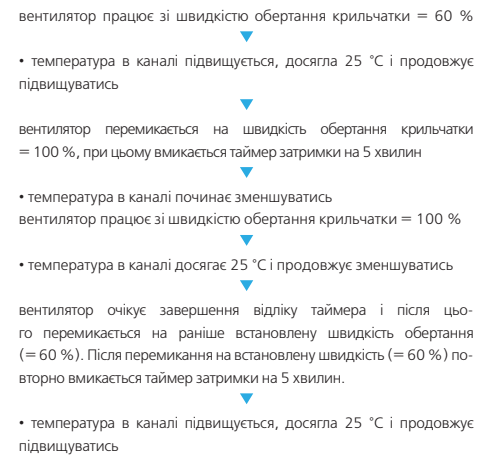 вентилятор працює зі швидкістю обертання крильчатки = 60 %
• температура в каналі підвищується, досягла 25 °С і продовжує
підвищуватись
вентилятор перемикається на швидкість обертання крильчатки
= 100 %, при цьому вмикається таймер затримки на 5 хвилин
• температура в каналі починає зменшуватись
вентилятор працює зі швидкістю обертання крильчатки = 100 %
• температура в каналі досягає 25 °С і продовжує зменшуватись
вентилятор очікує завершення відліку таймера і після цьо-
го перемикається на раніше встановлену швидкість обертання
(= 60 %). Після перемикання на встановлену швидкість (= 60 %) по-
вторно вмикається таймер затримки на 5 хвилин.
• температура в каналі підвищується, досягла 25 °С і продовжує
підвищуватись